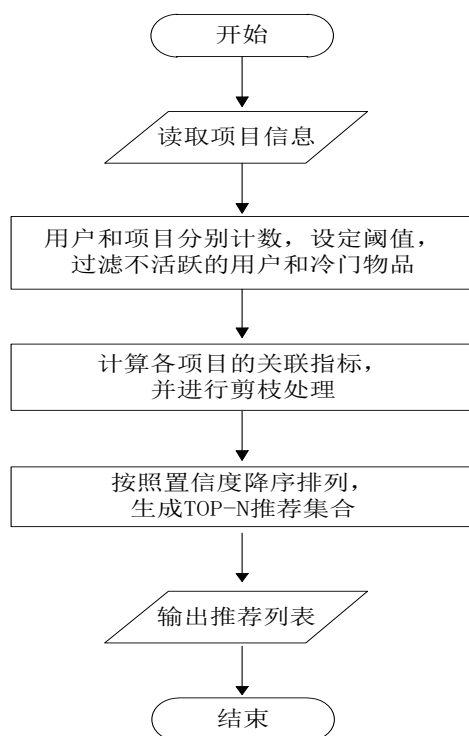 开始
读取项目信息
用户和项目分别计数，设定阈值，
过滤不活跃的用户和冷门物品
计算各项目的关联指标，
并进行剪枝处理
按照置信度降序排列，
生成TOP-N推荐集合
输出推荐列表
结束